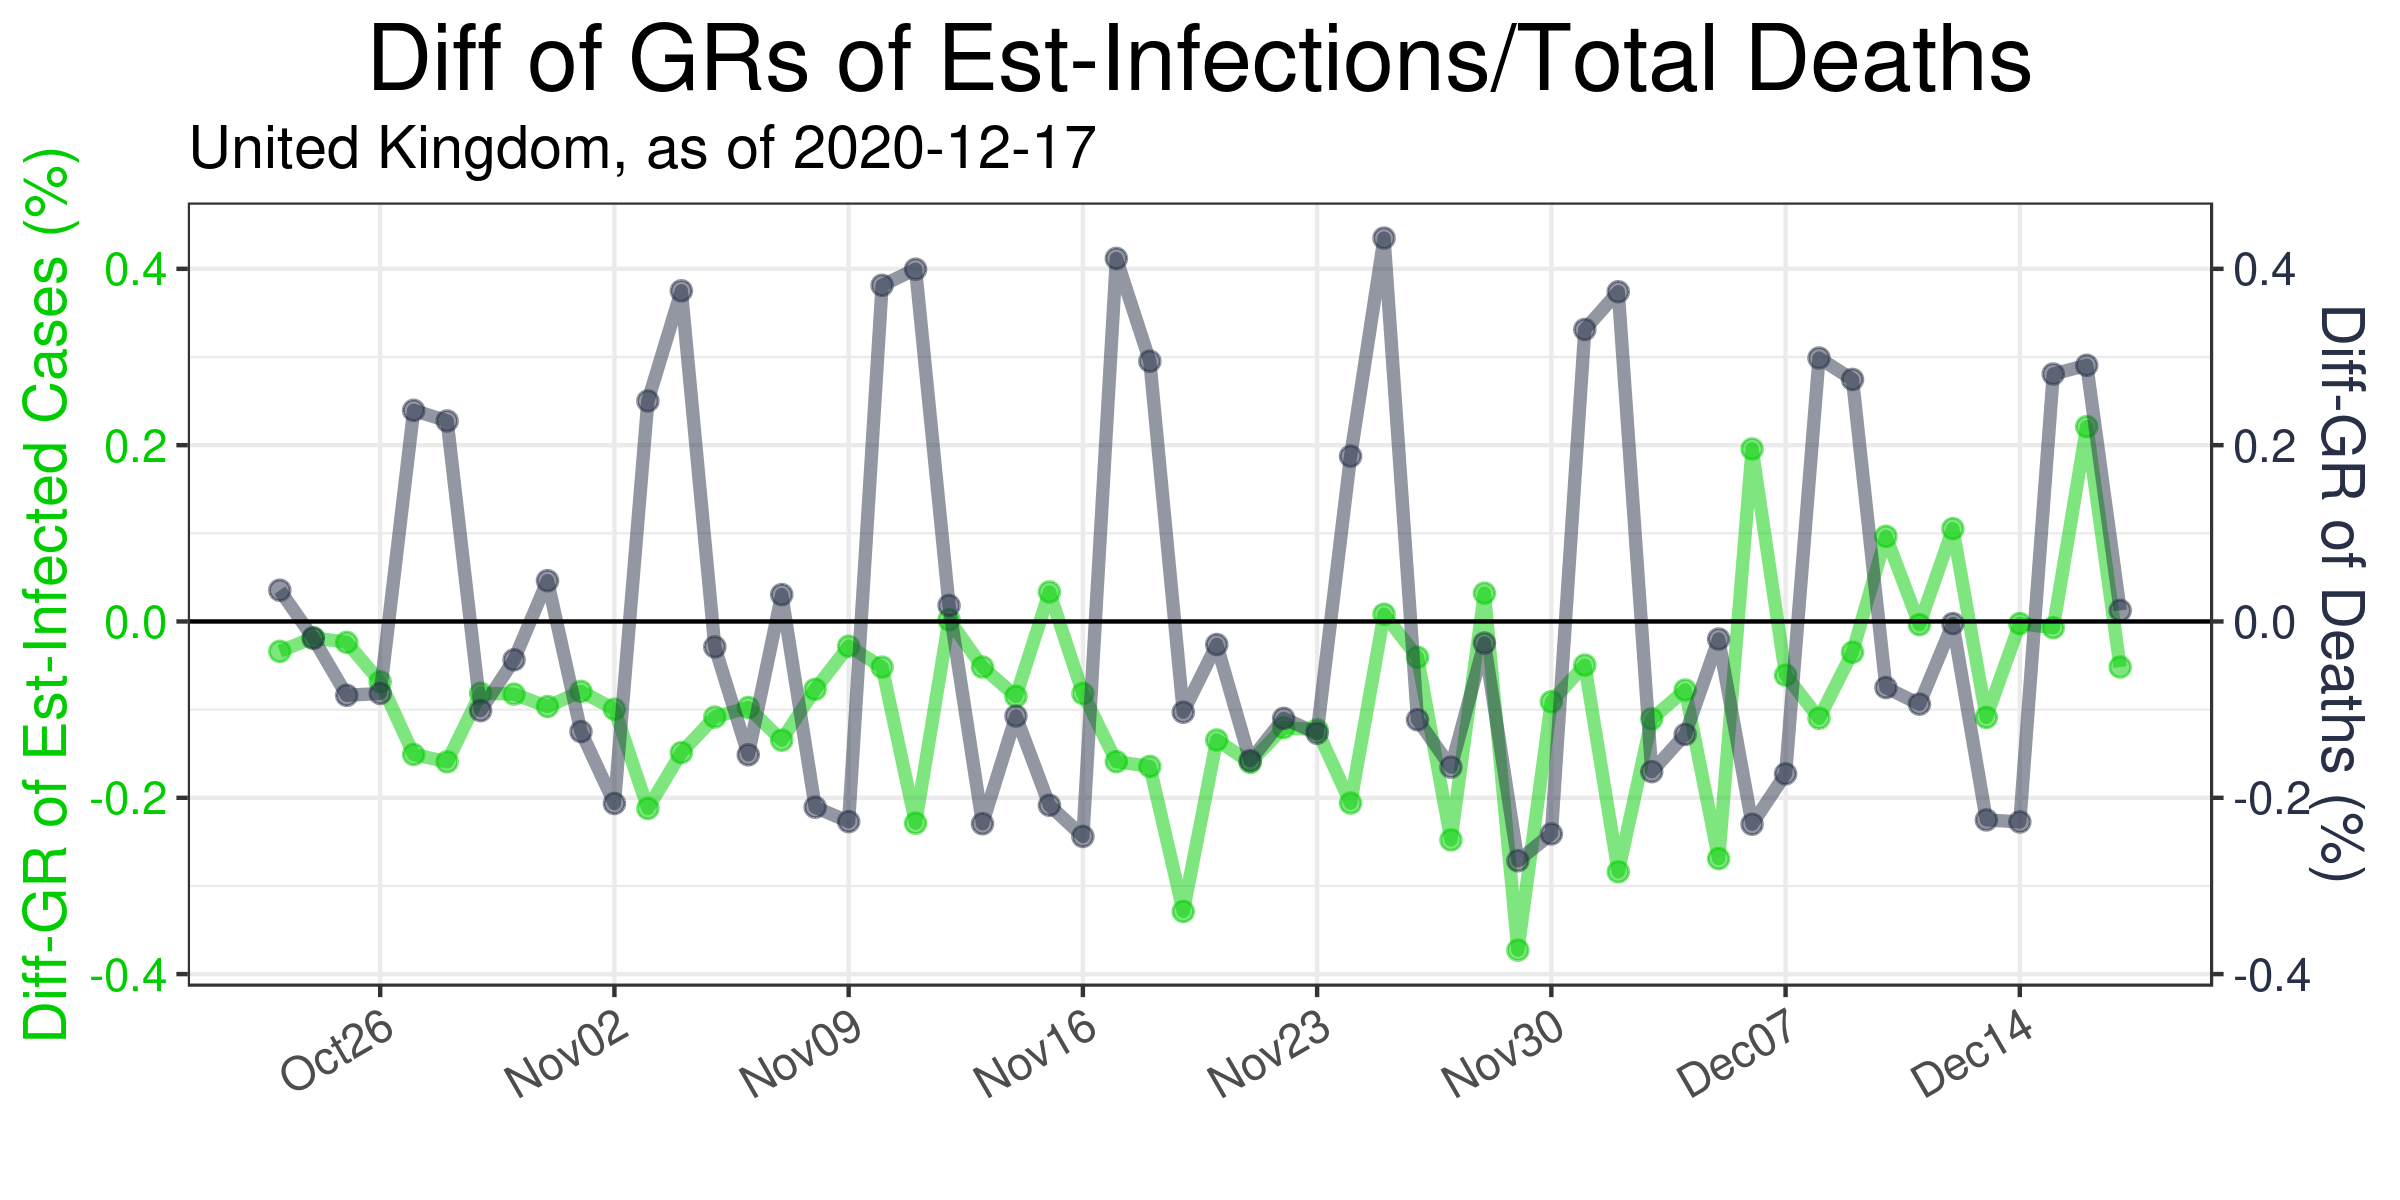 Diff of GRs of Est-Infections/Total Deaths
United Kingdom, as of 2020-12-17
Diff-GR of Est-Infected Cases (%)
0.4
0.2
0.0
-0.2
-0.4
0.4
0.2
0.0
-0.2
-0.4
Diff-GR of Deaths (%)
Oct26
Nov02
Nov09
Nov16
Nov23
Nov30
Dec07
Dec14